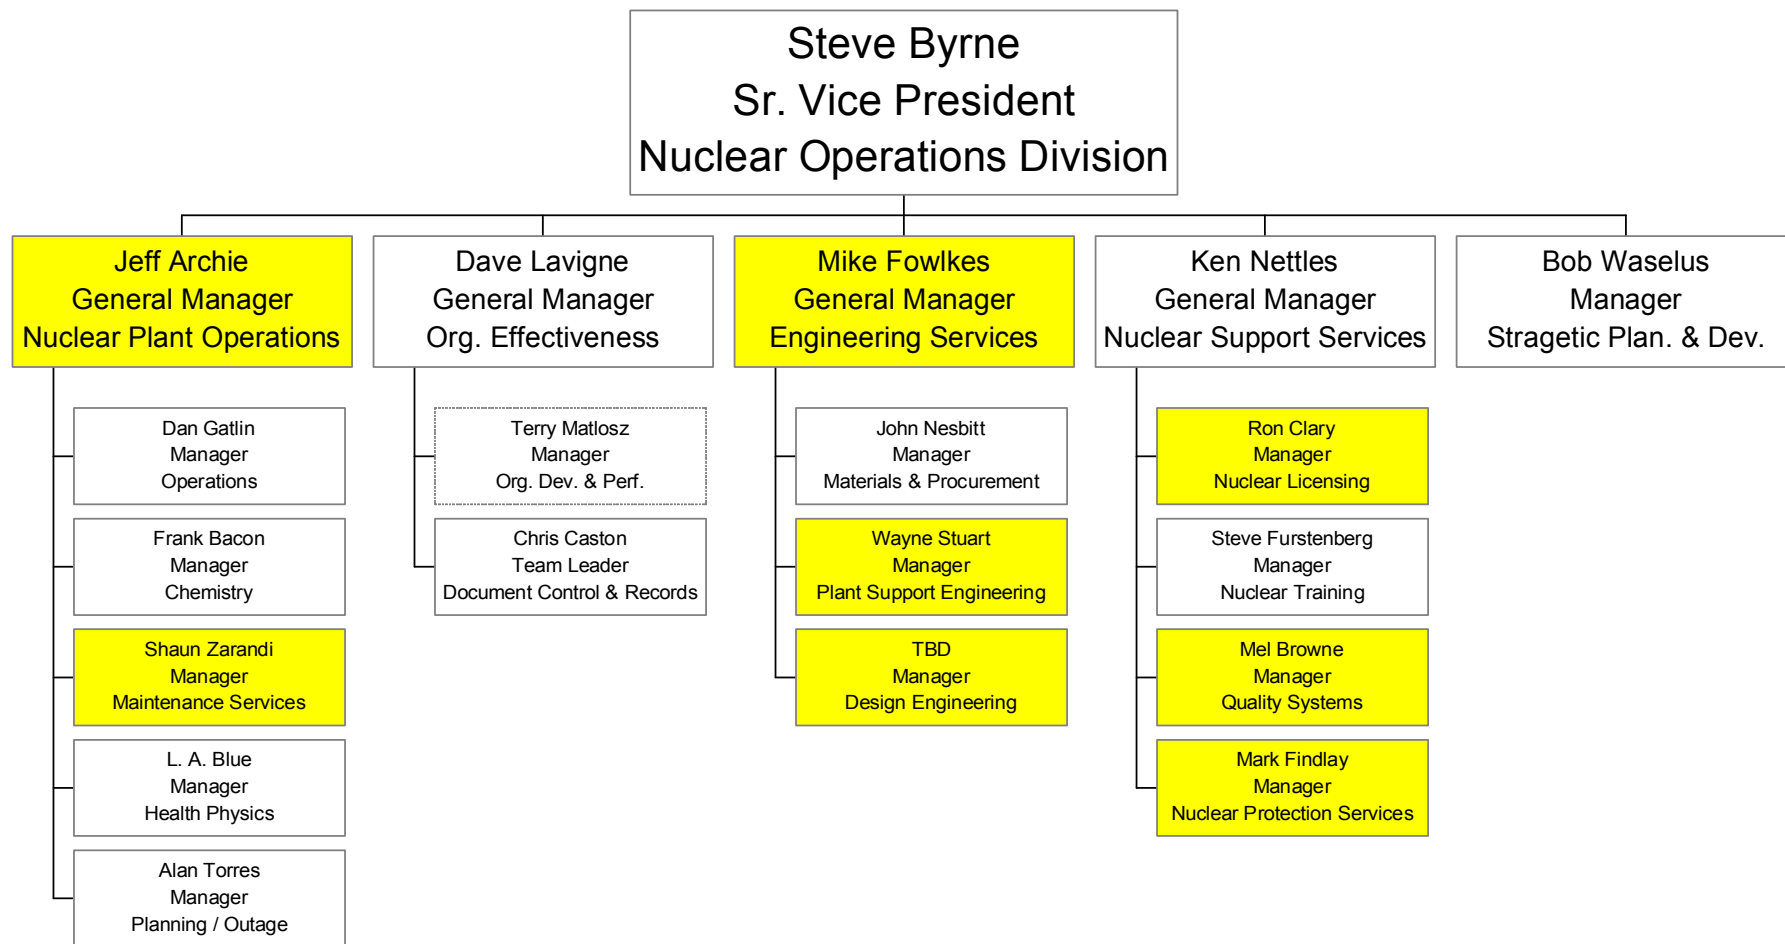 Steve Byrne
Sr. Vice President
Nuclear Operations Division
Jeff Archie
General Manager
Nuclear Plant Operations
Dave Lavigne
General Manager
Org. Effectiveness
Mike Fowlkes
General Manager
Engineering Services
Ken Nettles
General Manager
Nuclear Support Services
Bob Waselus
Manager
Stragetic Plan. & Dev.
Dan Gatlin
Manager
Operations
Frank Bacon
Manager
Chemistry
Shaun Zarandi
Manager
Maintenance Services
L. A. Blue
Manager
Health Physics
Alan Torres
Manager
Planning / Outage
Terry Matlosz
Manager
Org. Dev. & Perf.
Chris Caston
Team Leader
Document Control & Records
John Nesbitt
Manager
Materials & Procurement
Wayne Stuart
Manager
Plant Support Engineering
TBD
Manager
Design Engineering
Ron Clary
Manager
Nuclear Licensing
Steve Furstenberg
Manager
Nuclear Training
Mel Browne
Manager
Quality Systems
Mark Findlay
Manager
Nuclear Protection Services